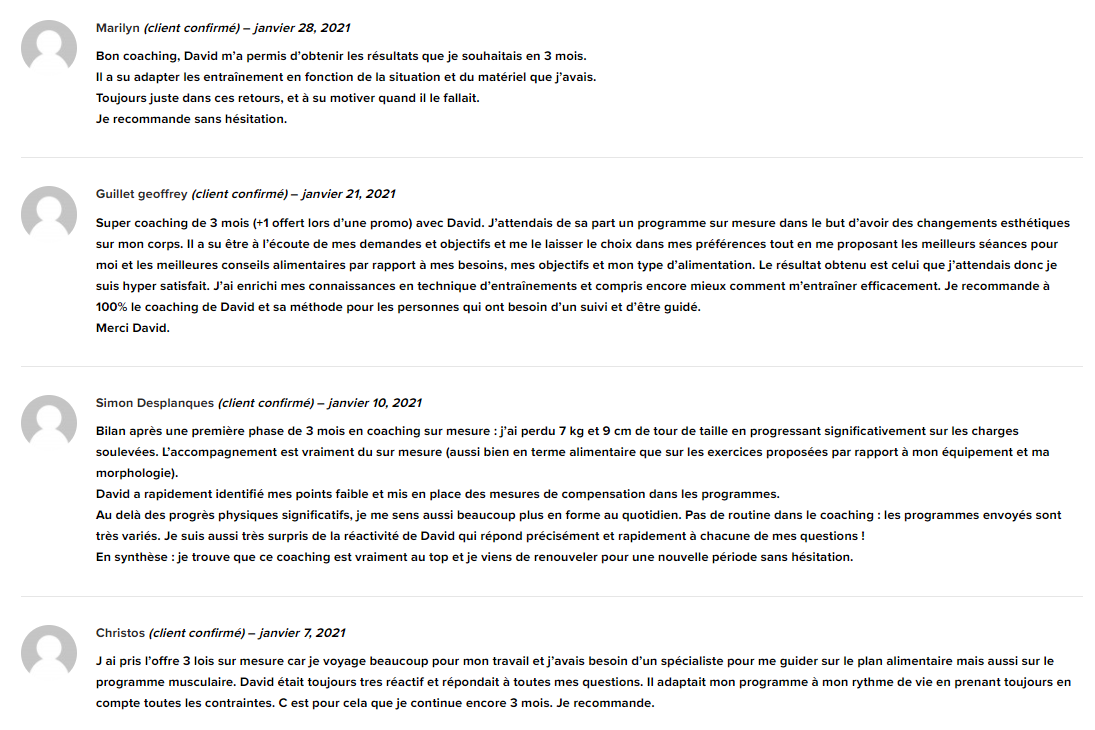 Marilyn (client confirmé) – janvier 28, 2021
Bon coaching, David m’a permis d’obtenir les résultats que je souhaitais en 3 mois.
Il a su adapter les entraînement en fonction de la situation et du matériel que j’avais.
Toujours juste dans ces retours, et à su motiver quand il le fallait.
Je recommande sans hésitation.
Guillet geoffrey (client confirmé) – janvier 21, 2021
Super coaching de 3 mois (+1 offert lors d’une promo) avec David. J’attendais de sa part un programme sur mesure dans le but d’avoir des changements esthétiques
sur mon corps. Il a su être à l’écoute de mes demandes et objectifs et me le laisser le choix dans mes préférences tout en me proposant les meilleurs séances pour
moi et les meilleures conseils alimentaires par rapport à mes besoins, mes objectifs et mon type d’alimentation. Le résultat obtenu est celui que j’attendais donc je
suis hyper satisfait. J’ai enrichi mes connaissances en technique d’entraînements et compris encore mieux comment m’entraîner efficacement. Je recommande à
100% le coaching de David et sa méthode pour les personnes qui ont besoin d’un suivi et d’être guidé.
Merci David.
Simon Desplanques (client confirmé) – janvier 10, 2021
Bilan après une première phase de 3 mois en coaching sur mesure : j’ai perdu 7 kg et 9 cm de tour de taille en progressant significativement sur les charges
soulevées. L’accompagnement est vraiment du sur mesure (aussi bien en terme alimentaire que sur les exercices proposées par rapport à mon équipement et ma
morphologie).
David a rapidement identifié mes points faible et mis en place des mesures de compensation dans les programmes.
Au delà des progrès physiques significatifs, je me sens aussi beaucoup plus en forme au quotidien. Pas de routine dans le coaching : les programmes envoyés sont
très variés. Je suis aussi très surpris de la réactivité de David qui répond précisément et rapidement à chacune de mes questions !
En synthèse : je trouve que ce coaching est vraiment au top et je viens de renouveler pour une nouvelle période sans hésitation.
Christos (client confirmé) – janvier 7, 2021
J ai pris l’offre 3 lois sur mesure car je voyage beaucoup pour mon travail et j’avais besoin d’un spécialiste pour me guider sur le plan alimentaire mais aussi sur le
programme musculaire. David était toujours tres réactif et répondait à toutes mes questions. Il adaptait mon programme à mon rythme de vie en prenant toujours en
compte toutes les contraintes. C est pour cela que je continue encore 3 mois. Je recommande.